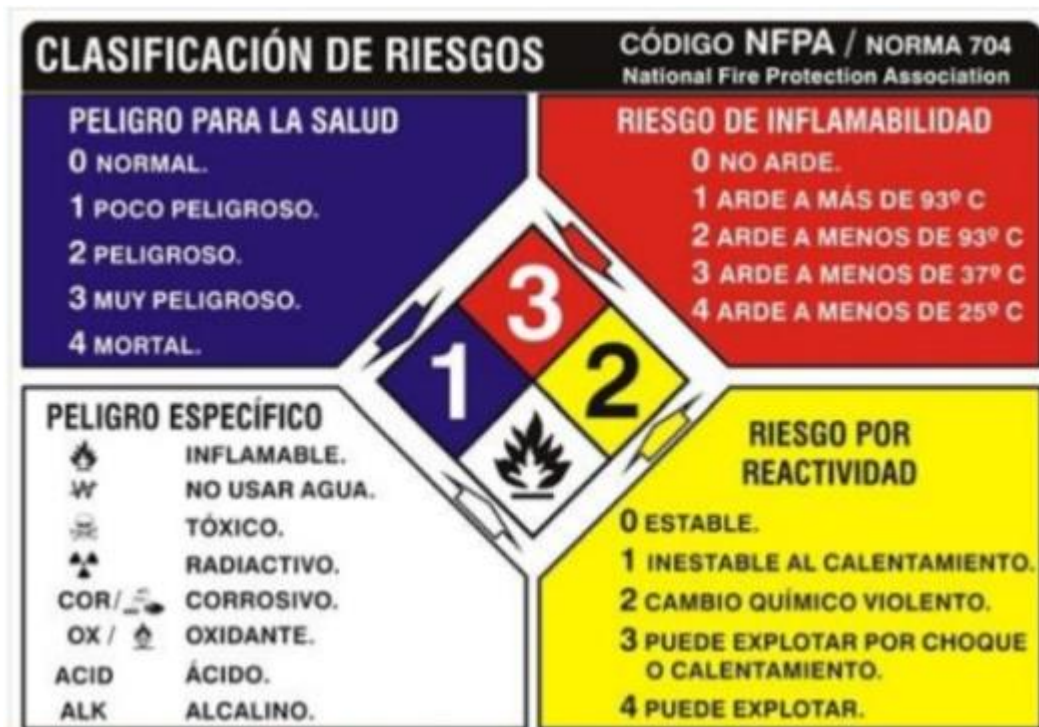 CLASIFICACIÓN DE RIESGOS
CÓDIGO NFPA / NORMA 704
National Fire Protection Association
PELIGRO PARA LA SALUD
0 NORMAL.
1 POCO PELIGROSO.
2 PELIGROSO.
3 MUY PELIGROSO.
4 MORTAL.
RIESGO DE INFLAMABILIDAD
0 NO ARDE.
1 ARDE A MÁS DE 93º C
2 ARDE A MENOS DE 93º C
3 ARDE A MENOS DE 37º C
4 ARDE A MENOS DE 25º C
3
1
2
PELIGRO ESPECÍFICO
INFLAMABLE.
W NO USAR AGUA.
TÓXICO.
RADIACTIVO.
COR/ CORROSIVO.
OX / OXIDANTE.
ACID ÁCIDO.
ALK ALCALINO.
RIESGO POR
REACTIVIDAD
0 ESTABLE.
1 INESTABLE AL CALENTAMIENTO.
2 CAMBIO QUÍMICO VIOLENTO.
3 PUEDE EXPLOTAR POR CHOQUE
O CALENTAMIENTO.
4 PUEDE EXPLOTAR.